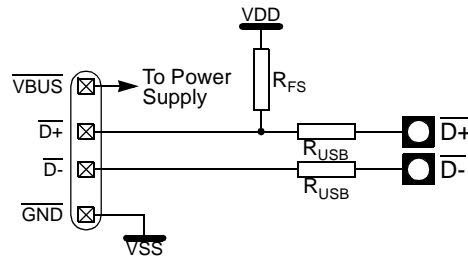 VDD
VBUS
To Power
Supply
RFS
D+
D+
RUSB
D-
D-
RUSB
GND
VSS